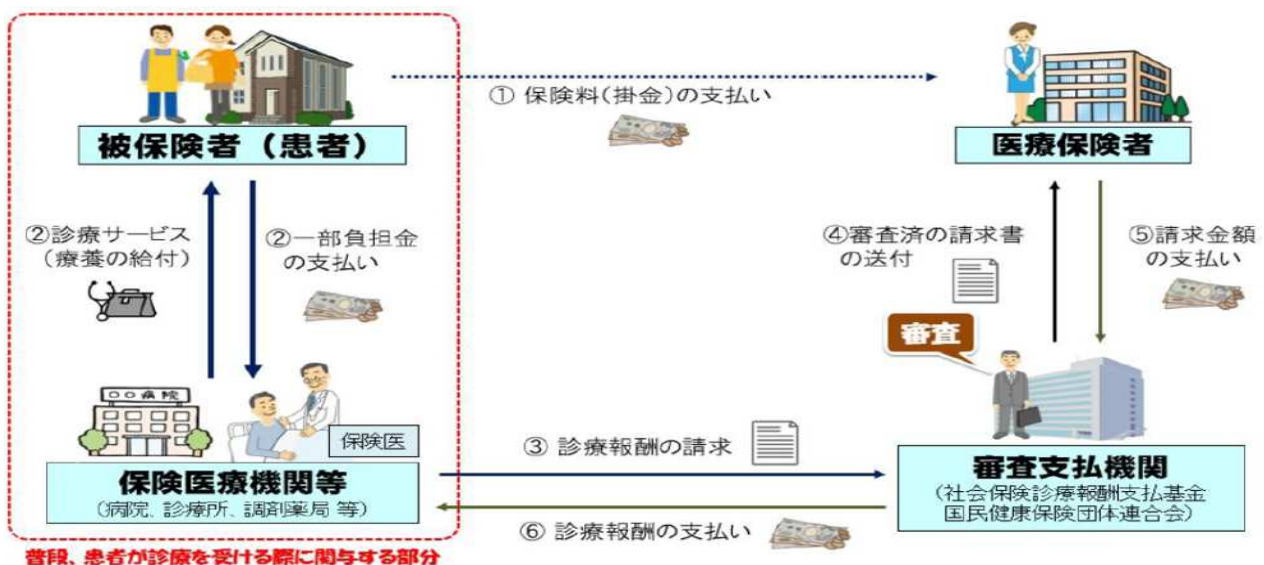 ① 保険料(掛金)の支払い
被保険者（患者）
医療保険者
②診療サービス
（療養の給付）
②一部負担金
の支払い
④審査済の請求書
の送付
⑤請求金額
の支払い
審査
○○病院
保険医
③ 診療報酬の請求
保険医療機関等
（病院、診療所、調剤薬局 等）
審査支払機関
（社会保険診療報酬支払基金
国民健康保険団体連合会）
⑥ 診療報酬の支払い
普段、患者が診療を受ける際に関与する部分